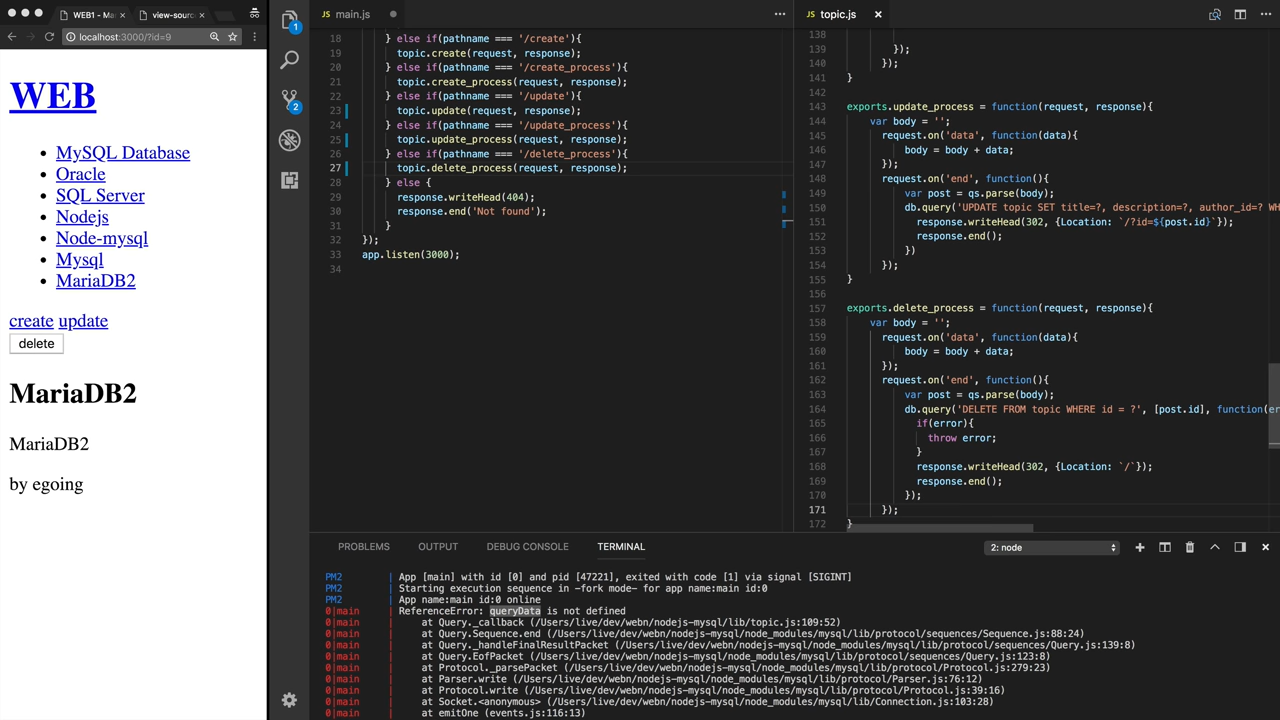 WEB1 - Ma
view-sourc
localhost:3000/?id=9
WEB
MySQL Database
Oracle
SQL Server
Nodejs
Node-mysql
Mysql
MariaDB2
create update
delete
MariaDB2
MariaDB2
by egoing
1
2
JS main.js
18 } else if(pathname === '/create'){
19 topic.create(request, response);
20 } else if(pathname === '/create_process'){
21 topic.create_process(request, response);
22 } else if(pathname === '/update'){
23 topic.update(request, response);
24 } else if(pathname === '/update_process'){
25 topic.update_process(request, response);
26 } else if(pathname === '/delete_process'){
27 topic.delete_process(request, response);
28 } else {
29 response.writeHead(404);
30 response.end('Not found');
31 }
32 });
33 app.listen(3000);
34
JS topic.js
138
139 });
140 });
141 }
142
143 exports.update_process = function(request, response){
144 var body = '';
145 request.on('data', function(data){
146 body = body + data;
147 });
148 request.on('end', function(){
149 var post = qs.parse(body);
150 db.query('UPDATE topic SET title=?, description=?, author_id=? WH
151 response.writeHead(302, {Location: `/?id=${post.id}`});
152 response.end();
153 })
154 });
155 }
156
157 exports.delete_process = function(request, response){
158 var body = '';
159 request.on('data', function(data){
160 body = body + data;
161 });
162 request.on('end', function(){
163 var post = qs.parse(body);
164 db.query('DELETE FROM topic WHERE id = ?', [post.id], function(er
165 if(error){
166 throw error;
167 }
168 response.writeHead(302, {Location: `/`});
169 response.end();
170 });
171 });
172 }
PROBLEMS OUTPUT DEBUG CONSOLE TERMINAL
2: node
PM2 | App [main] with id [0] and pid [47221], exited with code [1] via signal [SIGINT]
PM2 | Starting execution sequence in -fork mode- for app name:main id:0
PM2 | App name:main id:0 online
0|main | ReferenceError: queryData is not defined
0|main | at Query._callback (/Users/live/dev/webn/nodejs-mysql/lib/topic.js:109:52)
0|main | at Query.Sequence.end (/Users/live/dev/webn/nodejs-mysql/node_modules/mysql/lib/protocol/sequences/Sequence.js:88:24)
0|main | at Query._handleFinalResultPacket (/Users/live/dev/webn/nodejs-mysql/node_modules/mysql/lib/protocol/sequences/Query.js:139:8)
0|main | at Query.EofPacket (/Users/live/dev/webn/nodejs-mysql/node_modules/mysql/lib/protocol/sequences/Query.js:123:8)
0|main | at Protocol._parsePacket (/Users/live/dev/webn/nodejs-mysql/node_modules/mysql/lib/protocol/Protocol.js:279:23)
0|main | at Parser.write (/Users/live/dev/webn/nodejs-mysql/node_modules/mysql/lib/protocol/Parser.js:76:12)
0|main | at Protocol.write (/Users/live/dev/webn/nodejs-mysql/node_modules/mysql/lib/protocol/Protocol.js:39:16)
0|main | at Socket.<anonymous> (/Users/live/dev/webn/nodejs-mysql/node_modules/mysql/lib/Connection.js:103:28)
0|main | at emitOne (events.js:116:13)